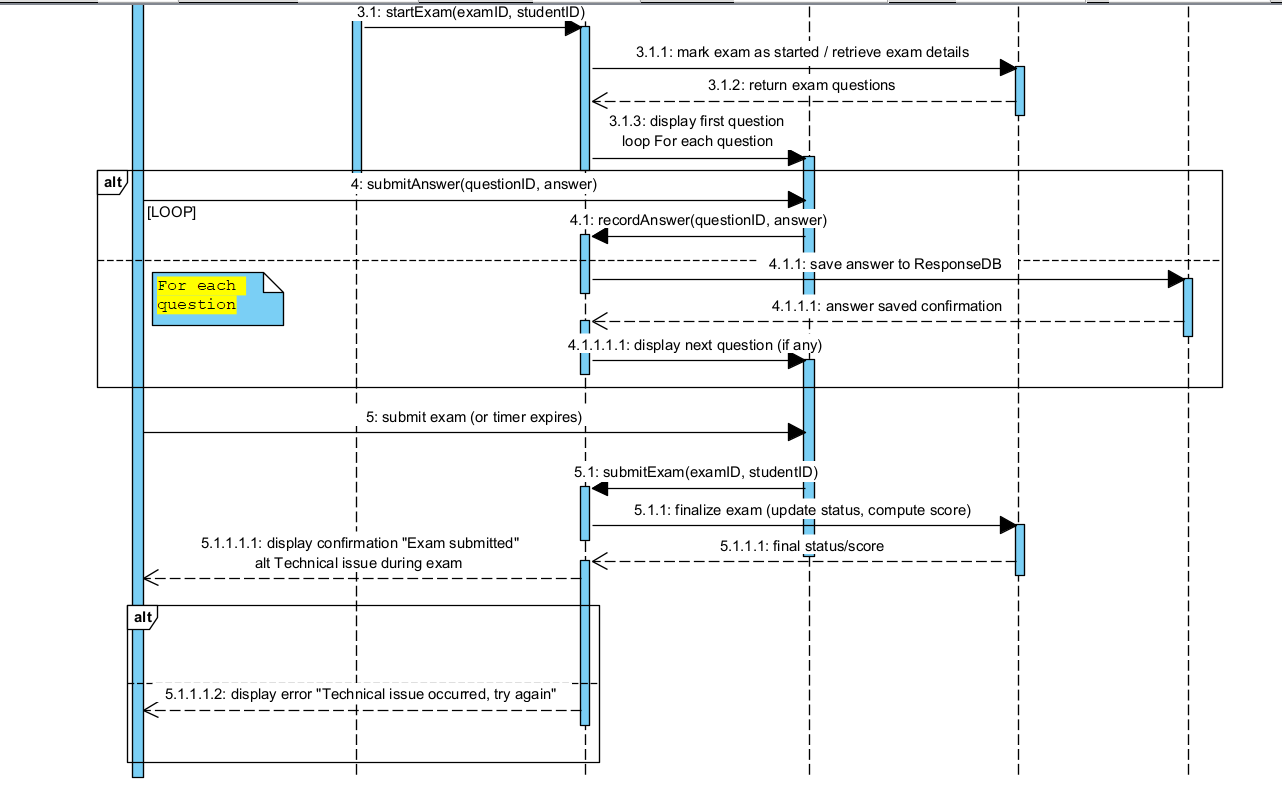 3.1: startExam(examID, studentID)
3.1.1: mark exam as started / retrieve exam details
3.1.2: return exam questions
3.1.3: display first question
loop For each question
alt
4: submitAnswer(questionID, answer)
[LOOP]
4.1: recordAnswer(questionID, answer)
4.1.1: save answer to ResponseDB
For each
question
4.1.1.1: answer saved confirmation
4.1.1.1.1: display next question (if any)
5: submit exam (or timer expires)
5.1: submitExam(examID, studentID)
5.1.1: finalize exam (update status, compute score)
5.1.1.1.1: display confirmation "Exam submitted"
alt Technical issue during exam
5.1.1.1: final status/score
alt
5.1.1.1.2: display error "Technical issue occurred, try again"